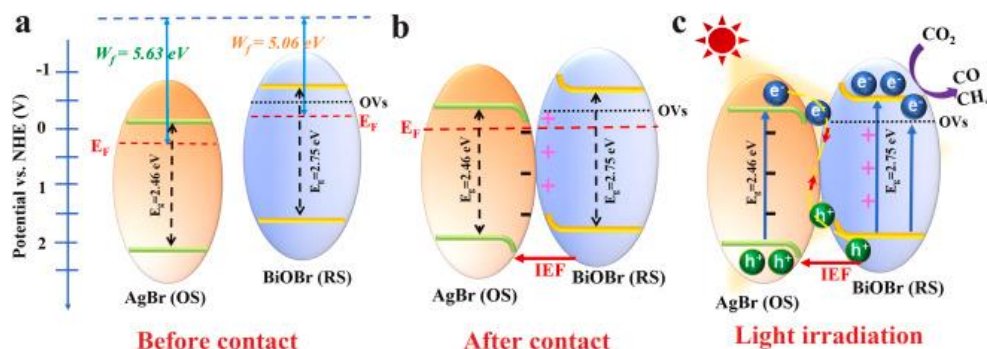 a
W_f = 5.63 eV
W_f = 5.06 eV
Potential vs. NHE (V)
-1
0
1
2
E_F
E_g=2.46 eV
OVs
E_F
E_g=2.75 eV
AgBr (OS)
BiOBr (RS)
Before contact
b
E_F
E_g=2.46 eV
OVs
E_g=2.75 eV
IEF
AgBr (OS)
BiOBr (RS)
After contact
c
CO₂
CO
CH₄
e⁻
e⁻
e⁻ e⁻
e⁻
OVs
E_g=2.46 eV
E_g=2.75 eV
h⁺
h⁺
h⁺ h⁺
IEF
AgBr (OS)
BiOBr (RS)
Light irradiation